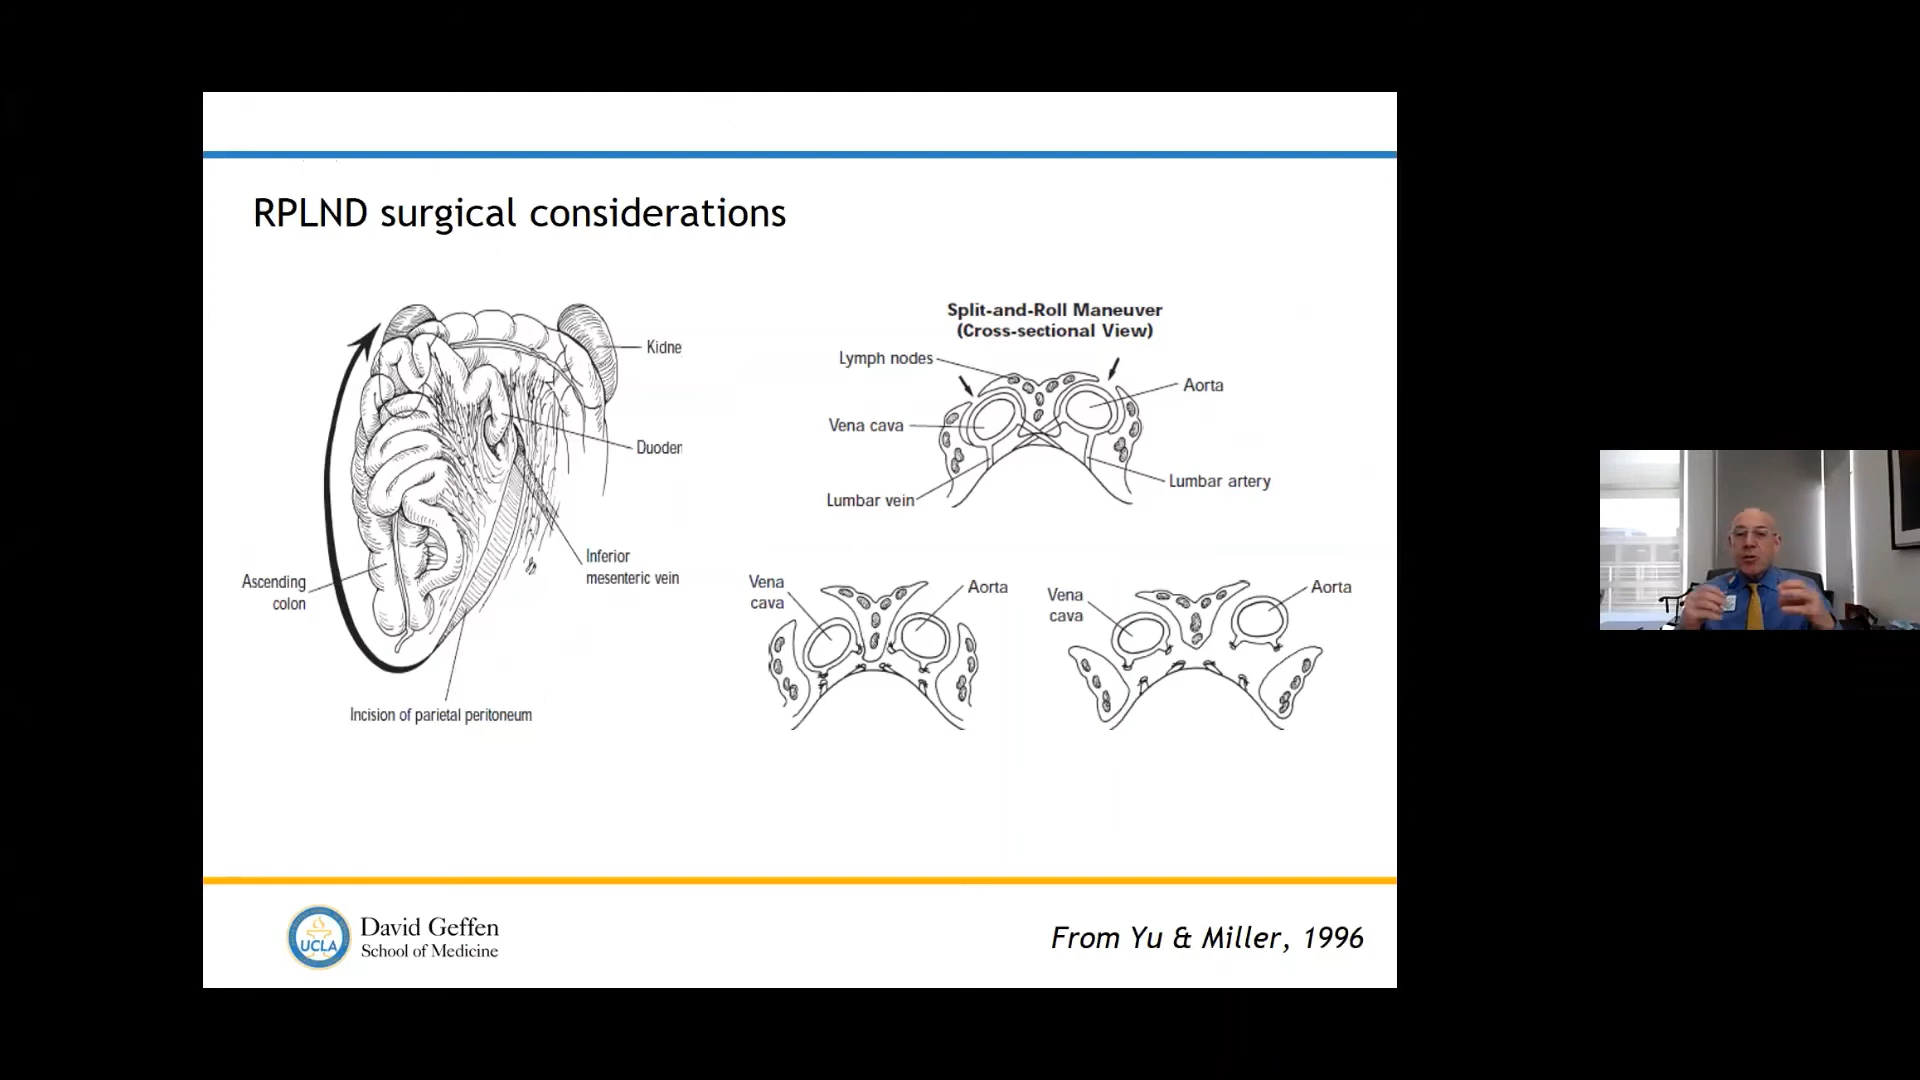 RPLND surgical considerations
Kidne
Duoden
Inferior
mesenteric vein
Ascending
colon
Incision of parietal peritoneum
Split-and-Roll Maneuver
(Cross-sectional View)
Lymph nodes
Aorta
Vena cava
Lumbar artery
Lumbar vein
Vena
cava
Aorta
Vena
cava
Aorta
UCLA
David Geffen
School of Medicine
From Yu & Miller, 1996